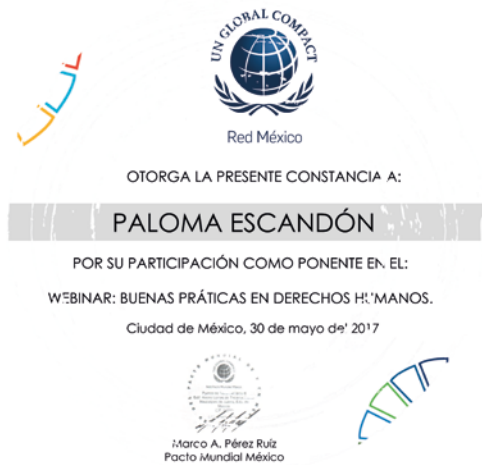 UN GLOBAL COMPACT
Red México
OTORGA LA PRESENTE CONSTANCIA A:
PALOMA ESCANDÓN
POR SU PARTICIPACIÓN COMO PONENTE EN EL:
WEBINAR: BUENAS PRÁTICAS EN DERECHOS HUMANOS.
Ciudad de México, 30 de mayo del 2017
Marco A. Pérez Ruiz
Pacto Mundial México